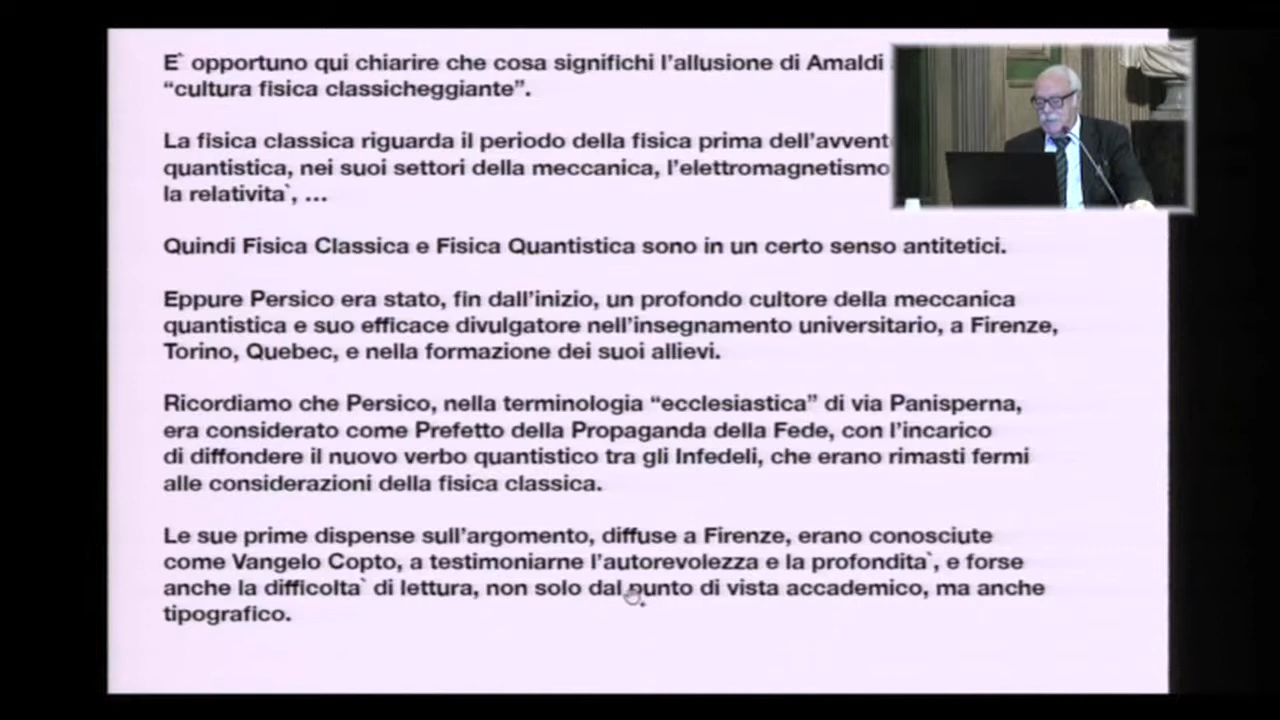 E` opportuno qui chiarire che cosa significhi l’allusione di Amaldi
“cultura fisica classicheggiante”.
La fisica classica riguarda il periodo della fisica prima dell’avvent
quantistica, nei suoi settori della meccanica, l’elettromagnetismo
la relativita`, …
Quindi Fisica Classica e Fisica Quantistica sono in un certo senso antitetici.
Eppure Persico era stato, fin dall’inizio, un profondo cultore della meccanica
quantistica e suo efficace divulgatore nell’insegnamento universitario, a Firenze,
Torino, Quebec, e nella formazione dei suoi allievi.
Ricordiamo che Persico, nella terminologia “ecclesiastica” di via Panisperna,
era considerato come Prefetto della Propaganda della Fede, con l’incarico
di diffondere il nuovo verbo quantistico tra gli Infedeli, che erano rimasti fermi
alle considerazioni della fisica classica.
Le sue prime dispense sull’argomento, diffuse a Firenze, erano conosciute
come Vangelo Copto, a testimoniarne l’autorevolezza e la profondita`, e forse
anche la difficolta` di lettura, non solo dal punto di vista accademico, ma anche
tipografico.